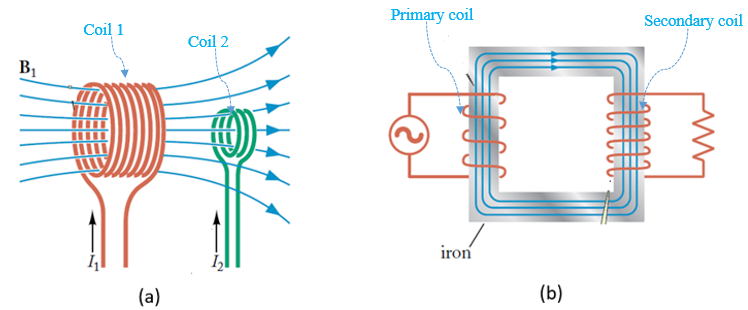 Coil 1
Coil 2
B1
I1
I2
(a)
Primary coil
Secondary coil
iron
(b)